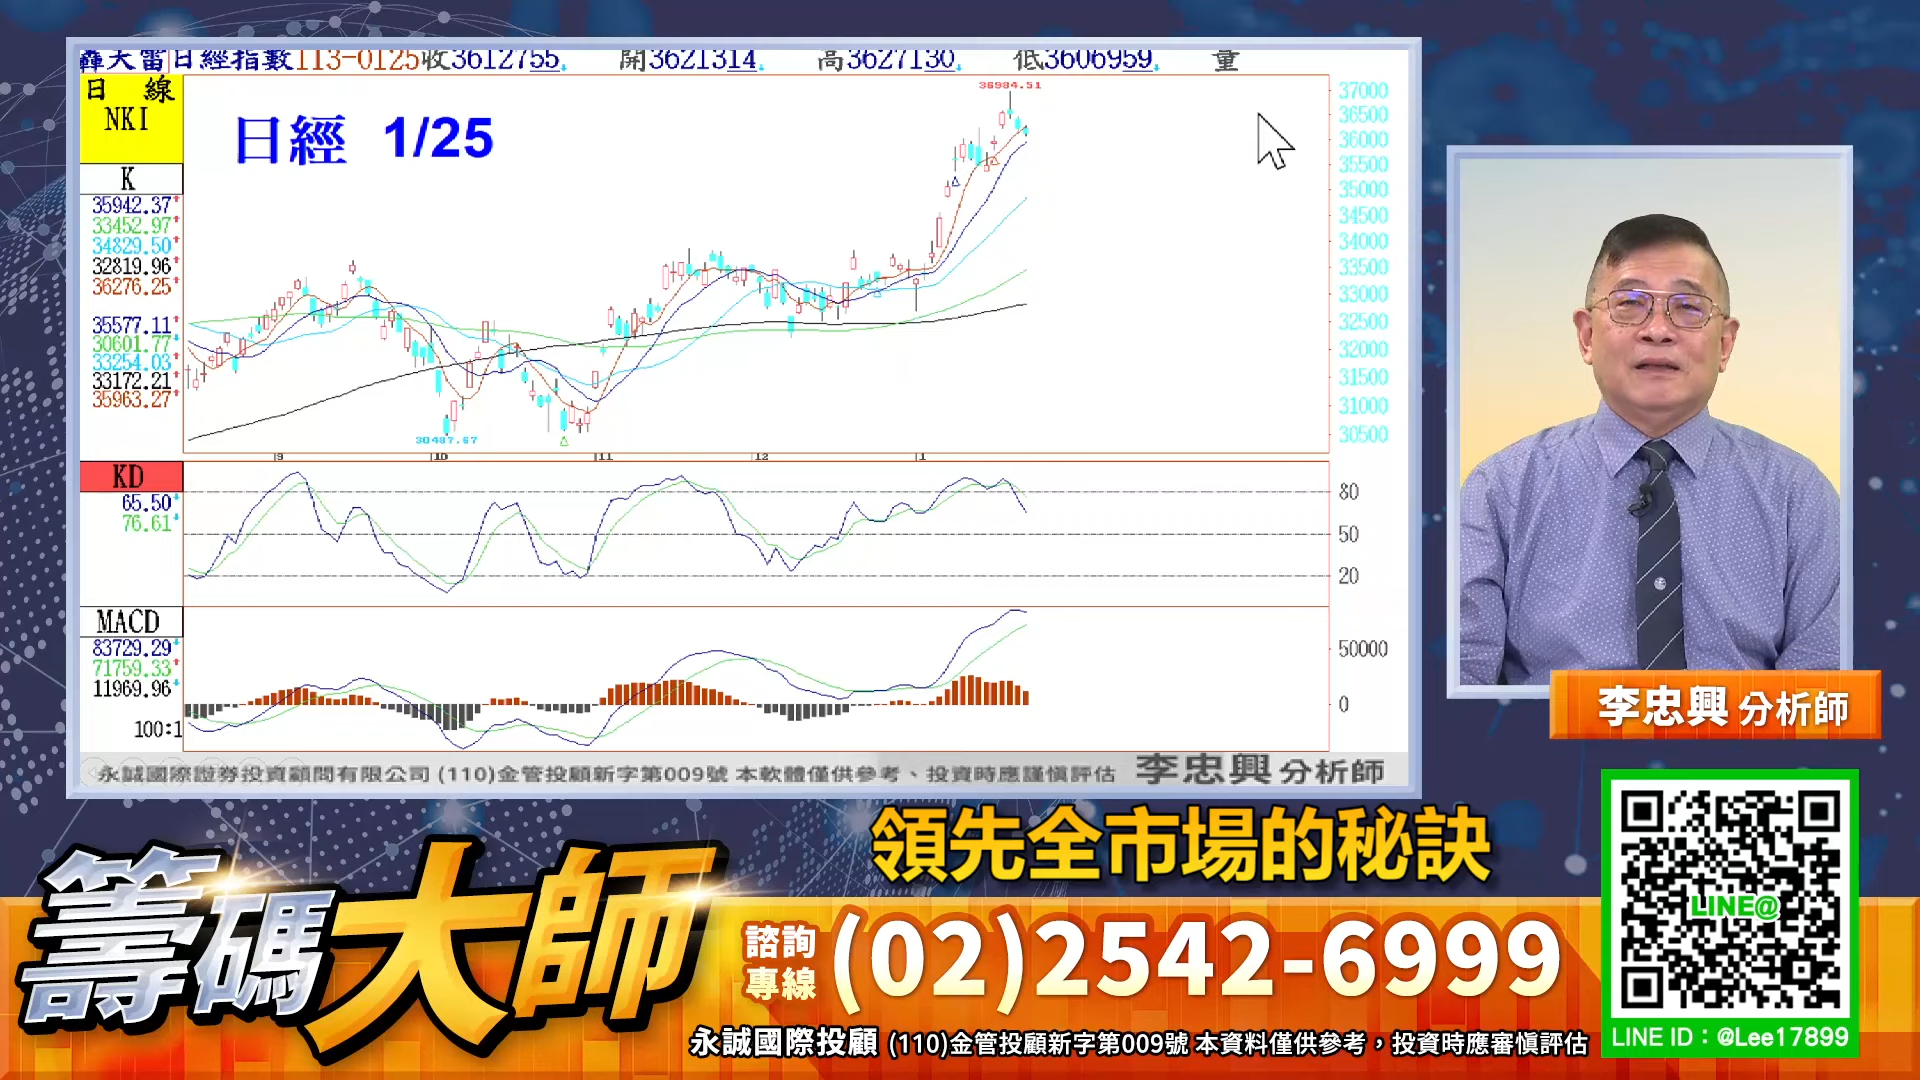 轟天雷日經指數113-0125收3612755 開3621314 高3627130 低3606959 量
日 線
NKI
日經 1/25
K
35942.37
33452.97
34829.50
32819.96
36276.25
35577.11
30601.77
33254.03
33172.21
35963.27
36984.51
30487.67
37000
36500
36000
35500
35000
34500
34000
33500
33000
32500
32000
31500
31000
30500
9 10 11 12 1
KD
65.50
76.61
80
50
20
MACD
83729.29
71759.33
11969.96
100:1
50000
0
永誠國際證券投資顧問有限公司 (110)金管投顧新字第009號 本軟體僅供參考、投資時應謹慎評估 李忠興 分析師
李忠興 分析師
領先全市場的秘訣
籌碼大師
諮詢專線 (02)2542-6999
永誠國際投顧 (110)金管投顧新字第009號 本資料僅供參考，投資時應審慎評估
LINE@
LINE ID：@Lee17899